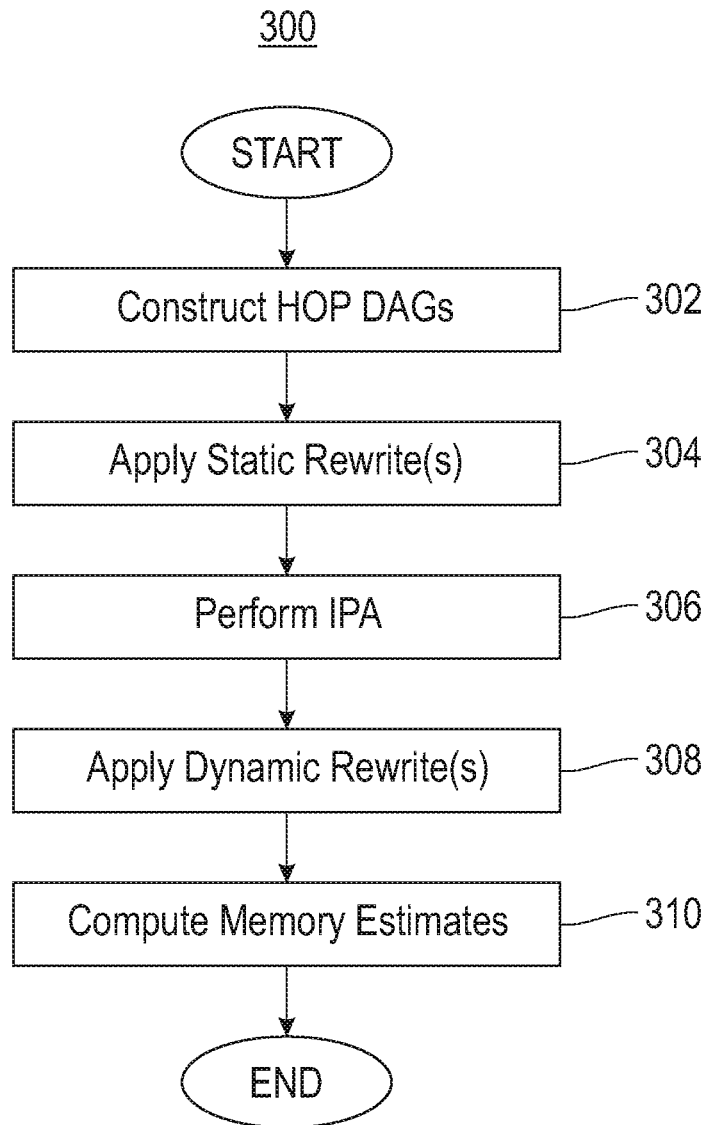 300
START
Construct HOP DAGs
302
Apply Static Rewrite(s)
304
Perform IPA
306
Apply Dynamic Rewrite(s)
308
Compute Memory Estimates
310
END